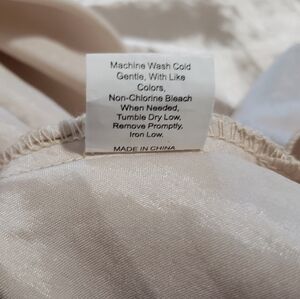 Machine Wash Cold
Gentle, With Like
Colors,
Non-Chlorine Bleach
When Needed,
Tumble Dry Low,
Remove Promptly,
Iron Low.
MADE IN CHINA